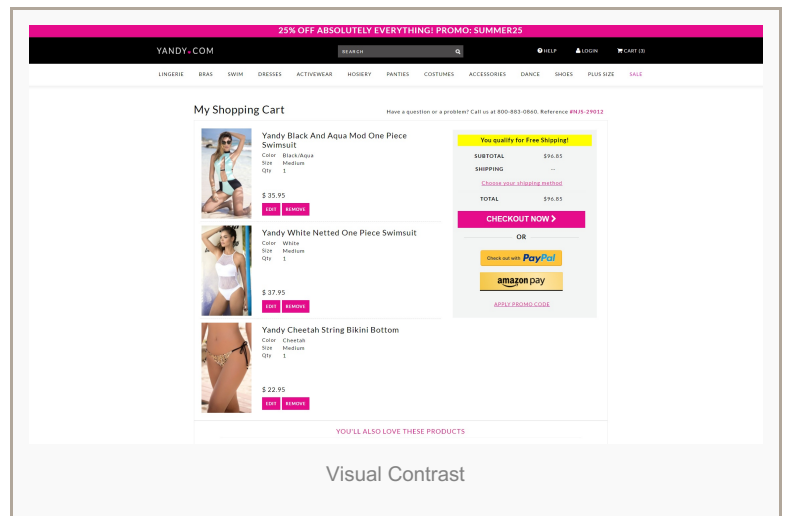 25% OFF ABSOLUTELY EVERYTHING! PROMO: SUMMER25
YANDY.COM
SEARCH
HELP
LOGIN
CART (3)
LINGERIE BRAS SWIM DRESSES ACTIVEWEAR HOSIERY PANTIES COSTUMES ACCESSORIES DANCE SHOES PLUS SIZE SALE
My Shopping Cart
Have a question or a problem? Call us at 800-883-0860. Reference #NJS-29012
Yandy Black And Aqua Mod One Piece
Swimsuit
Color Black/Aqua
Size Medium
Qty 1
$ 35.95
EDIT REMOVE
Yandy White Netted One Piece Swimsuit
Color White
Size Medium
Qty 1
$ 37.95
EDIT REMOVE
Yandy Cheetah String Bikini Bottom
Color Cheetah
Size Medium
Qty 1
$ 22.95
EDIT REMOVE
You qualify for Free Shipping!
SUBTOTAL $96.85
SHIPPING --
Choose your shipping method
TOTAL $96.85
CHECKOUT NOW
OR
Check out with PayPal
amazon pay
APPLY PROMO CODE
YOU'LL ALSO LOVE THESE PRODUCTS
Visual Contrast